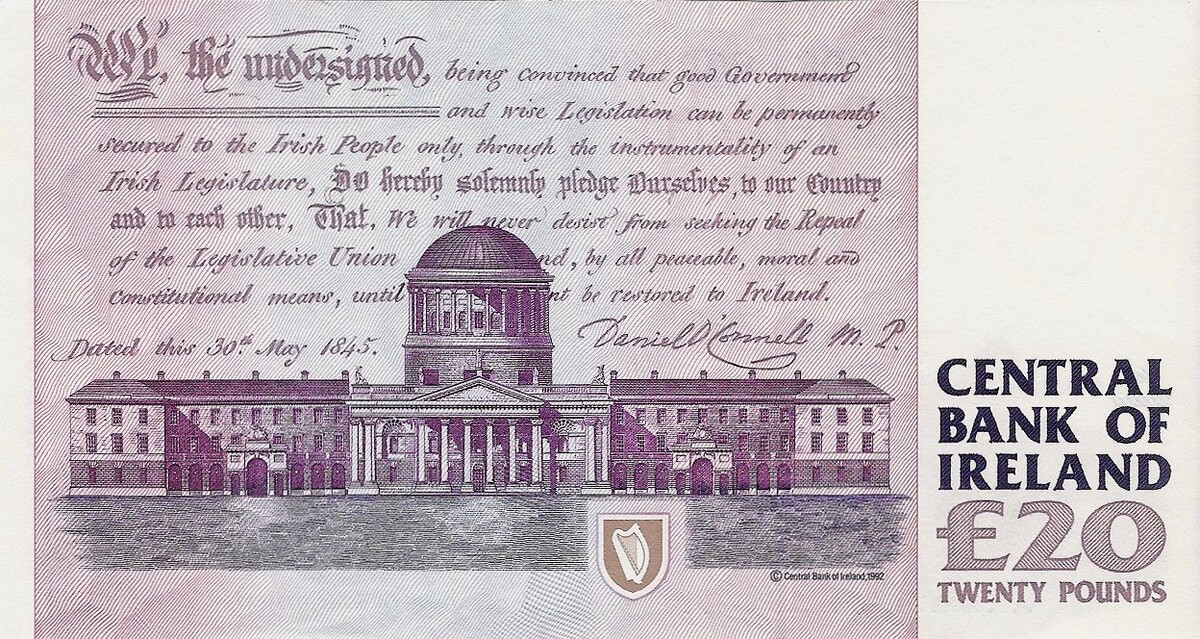 We, the undersigned, being convinced that good Government
and wise Legislation can be permanently
secured to the Irish People only, through the instrumentality of an
Irish Legislature, Do hereby solemnly pledge Ourselves, to our Country
and to each other, That, We will never desist from seeking the Repeal
of the Legislative Union nd, by all peaceable, moral and
Constitutional means, until nt be restored to Ireland.
Dated this 30th May 1845.
Daniel O'Connell M. P.
CENTRAL
BANK OF
IRELAND
£20
TWENTY POUNDS
© Central Bank of Ireland, 1992